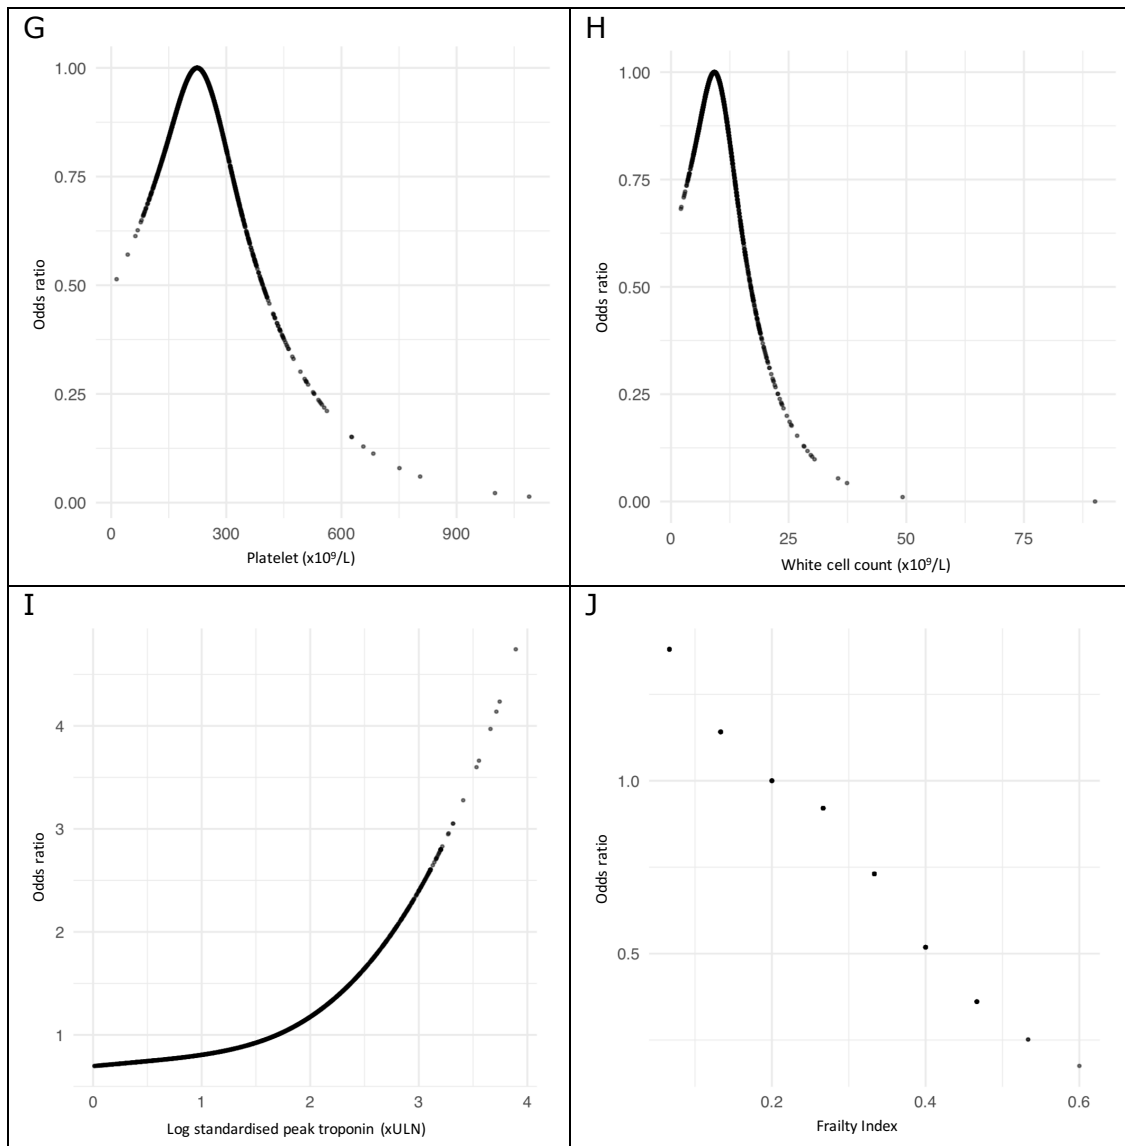 G
1.00
0.75
0.50
0.25
0.00
Odds ratio
0 300 600 900
Platelet (x10⁹/L)
H
1.00
0.75
0.50
0.25
0.00
Odds ratio
0 25 50 75
White cell count (x10⁹/L)
I
4
3
2
1
Odds ratio
0 1 2 3 4
Log standardised peak troponin (xULN)
J
1.0
0.5
Odds ratio
0.2 0.4 0.6
Frailty Index